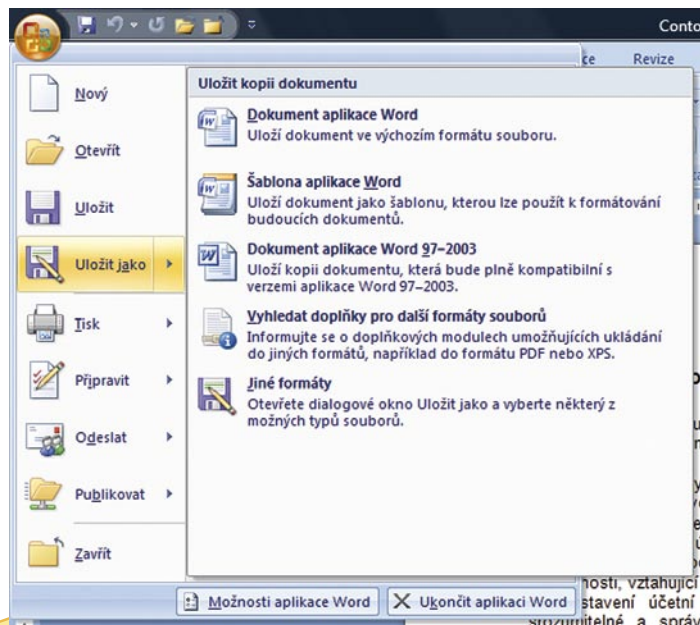 Conto
Revize
Nový
Otevřít
Uložit
Uložit jako
Tisk
Připravit
Odeslat
Publikovat
Zavřít
Uložit kopii dokumentu
Dokument aplikace Word
Uloží dokument ve výchozím formátu souboru.
Šablona aplikace Word
Uloží dokument jako šablonu, kterou lze použít k formátování
budoucích dokumentů.
Dokument aplikace Word 97–2003
Uloží kopii dokumentu, která bude plně kompatibilní s
verzemi aplikace Word 97–2003.
Vyhledat doplňky pro další formáty souborů
Informujte se o doplňkových modulech umožňujících ukládání
do jiných formátů, například do formátu PDF nebo XPS.
Jiné formáty
Otevřete dialogové okno Uložit jako a vyberte některý z
možných typů souborů.
Možnosti aplikace Word
Ukončit aplikaci Word
nosti, vztahující
stavení účetní
srozumitelné a správ